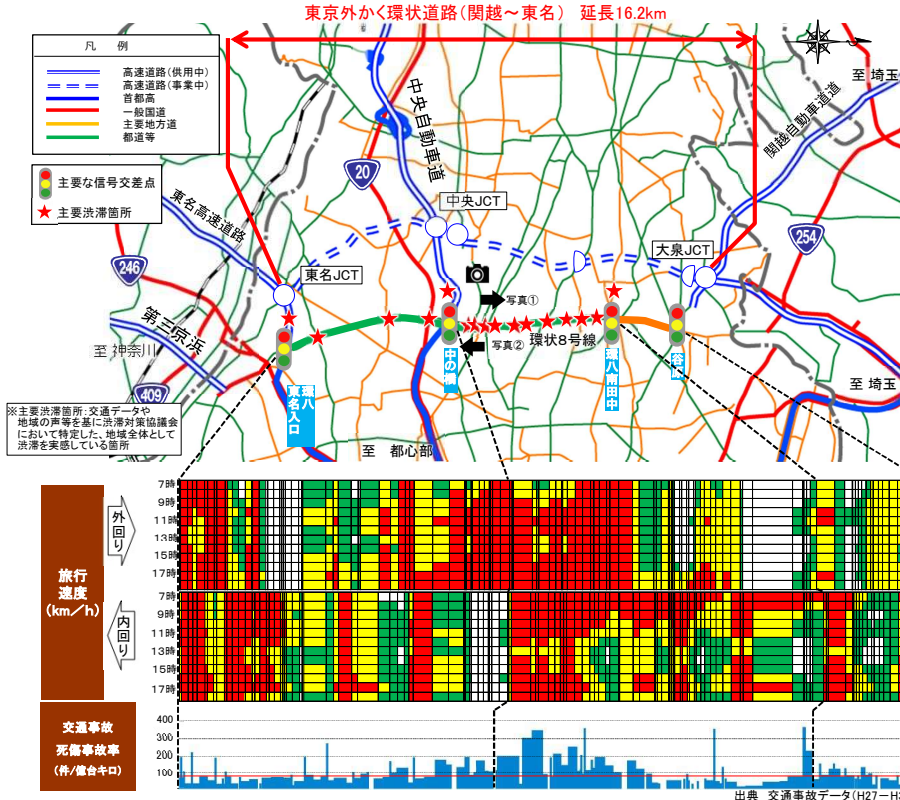 東京外かく環状道路(関越～東名) 延長16.2km
凡 例
高速道路(供用中)
高速道路(事業中)
首都高
一般国道
主要地方道
都道等
主要な信号交差点
主要渋滞箇所
至 埼玉
関越自動車道
中央自動車道
20
東名高速道路
中央JCT
254
246
大泉JCT
東名JCT
写真①
第三京浜
環状8号線
至 神奈川
写真②
至 埼玉
409
環八
東名入口
中の橋
環八南田中
※主要渋滞箇所:交通データや
地域の声等を基に渋滞対策協議会
において特定した、地域全体として
渋滞を実感している箇所
至 都心部
旅行
速度
(km/h)
外回り
7時
9時
11時
13時
15時
17時
内回り
7時
9時
11時
13時
15時
17時
交通事故
死傷事故率
(件/億台キロ)
400
300
200
100
出典 交通事故データ(H27-H